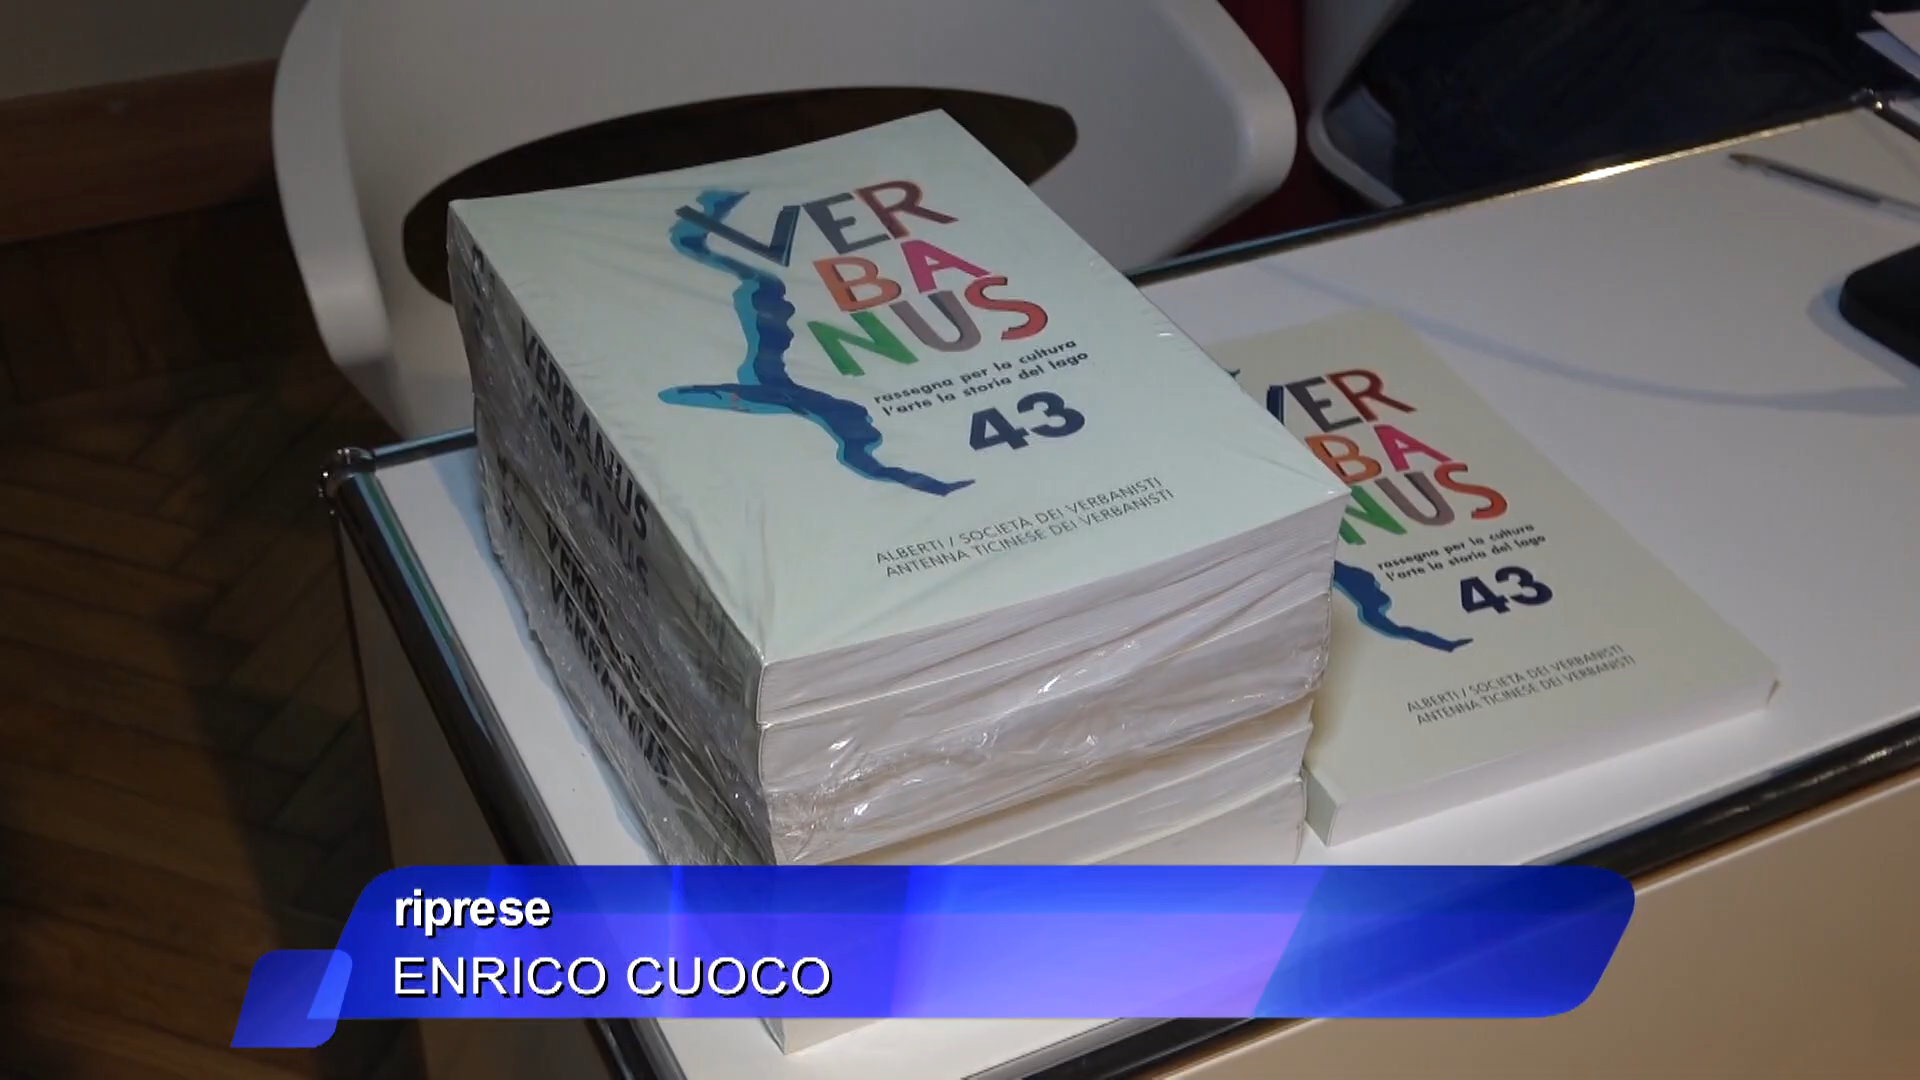 VER
BA
NUS
rassegna per la cultura
l'arte la storia del lago
43
ALBERTI / SOCIETÀ DEI VERBANISTI
ANTENNA TICINESE DEI VERBANISTI
VERBANUS
VERBANUS
VERBANUS
VERBANUS
VER
BA
NUS
rassegna per la cultura
l'arte la storia del lago
43
ALBERTI / SOCIETÀ DEI VERBANISTI
ANTENNA TICINESE DEI VERBANISTI
riprese
ENRICO CUOCO